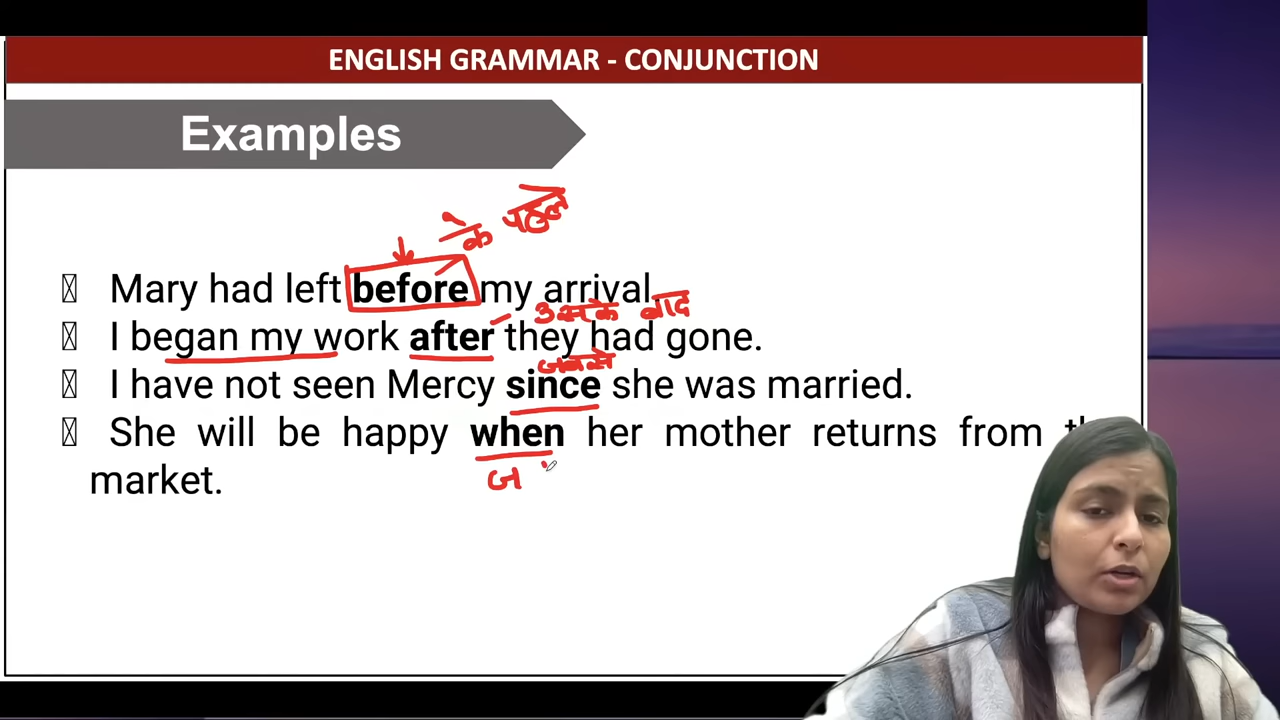 ENGLISH GRAMMAR - CONJUNCTION
Examples
के पहले
Mary had left before my arrival.
उसके बाद
I began my work after they had gone.
जबसे
I have not seen Mercy since she was married.
She will be happy when her mother returns from the
market.
ज